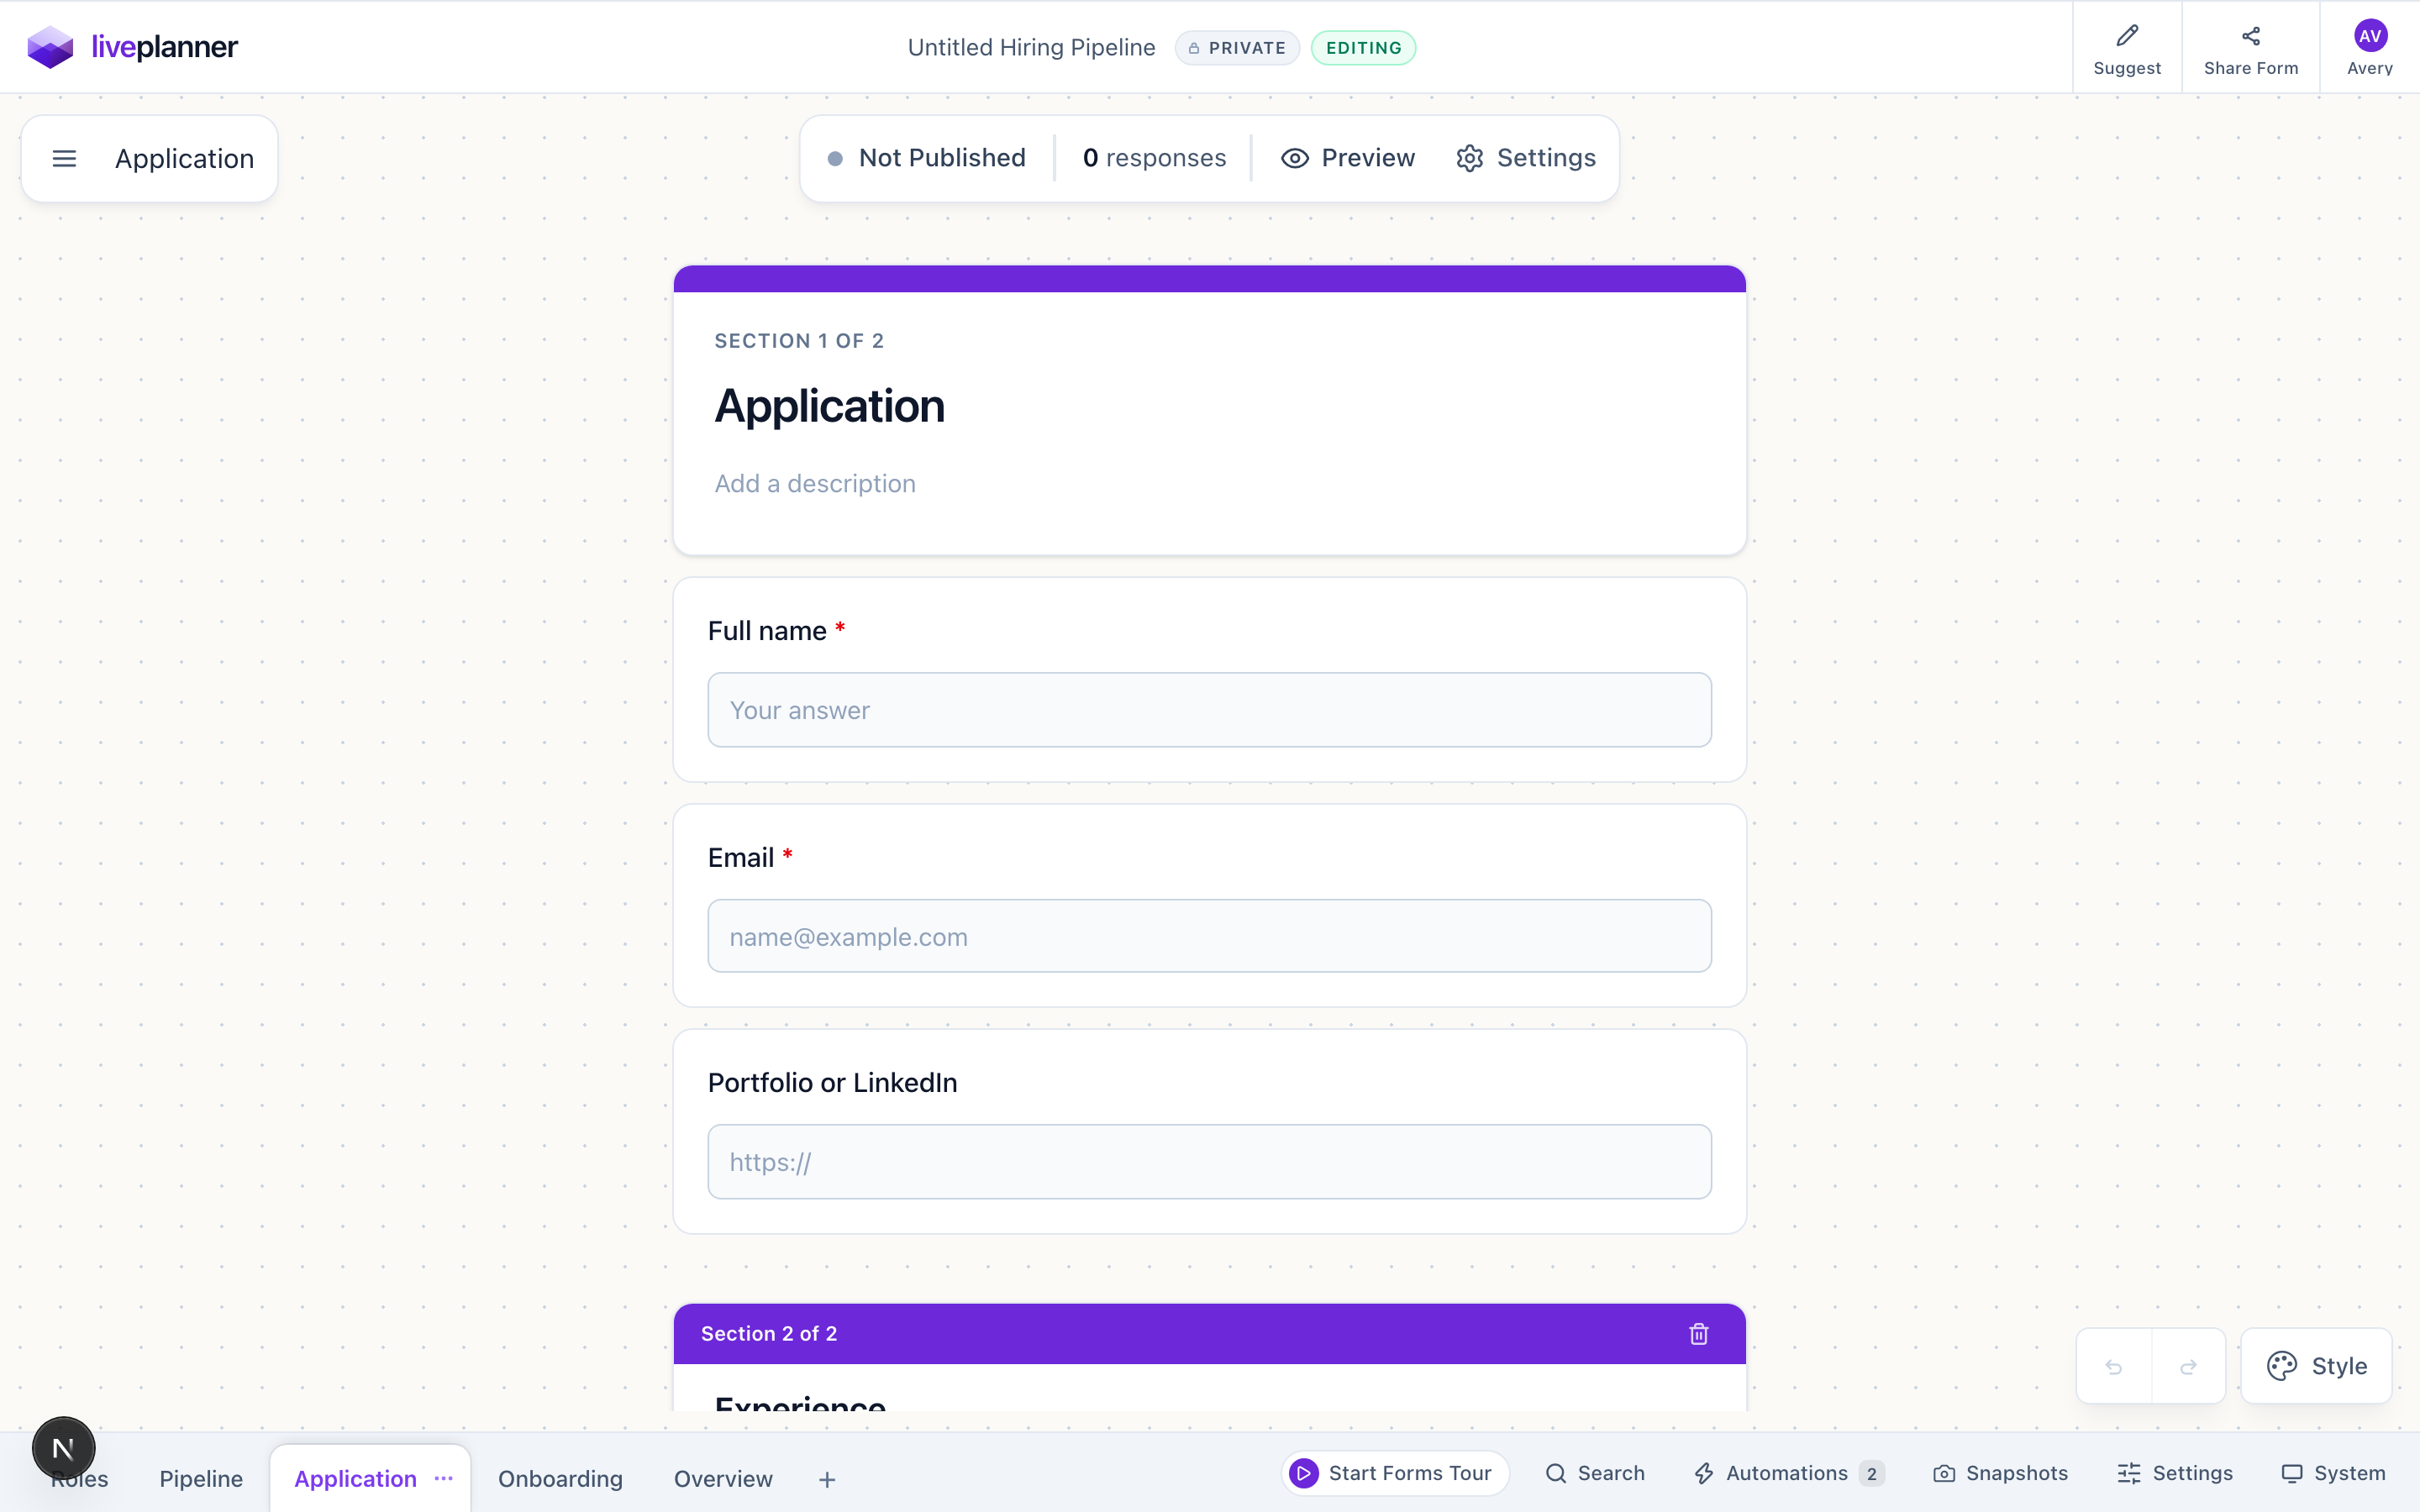 liveplanner
Untitled Hiring Pipeline
PRIVATE
EDITING
Suggest
Share Form
AV
Avery
Application
Not Published
0 responses
Preview
Settings
SECTION 1 OF 2
Application
Add a description
Full name *
Your answer
Email *
name@example.com
Portfolio or LinkedIn
https://
Section 2 of 2
Experience
Style
N
Roles
Pipeline
Application
Onboarding
Overview
Start Forms Tour
Search
Automations 2
Snapshots
Settings
System